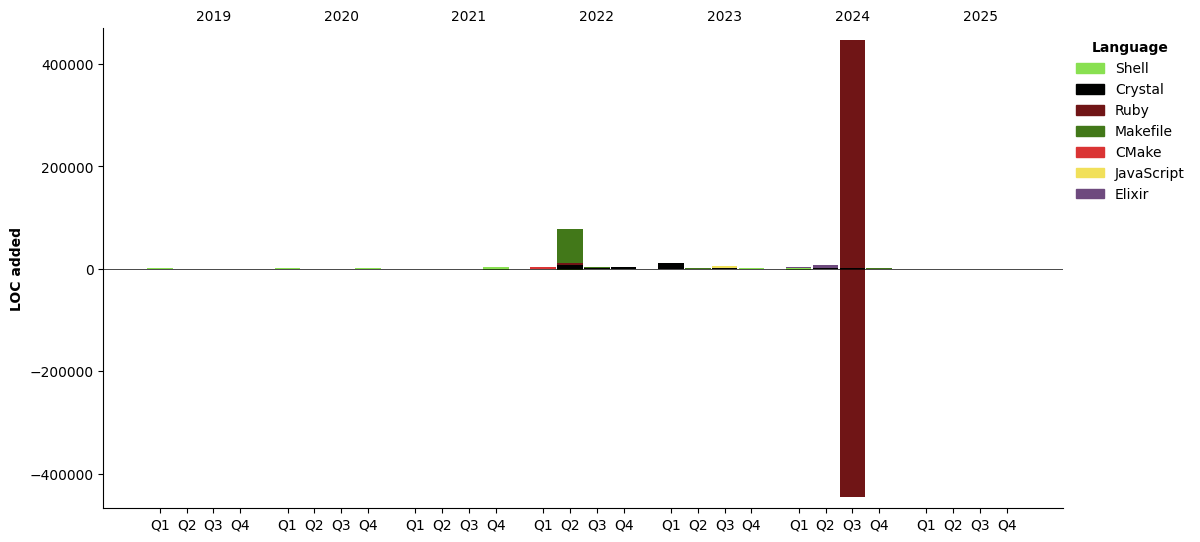 2019 2020 2021 2022 2023 2024 2025
Language
Shell
Crystal
Ruby
Makefile
CMake
JavaScript
Elixir
LOC added
400000
200000
0
−200000
−400000
Q1 Q2 Q3 Q4 Q1 Q2 Q3 Q4 Q1 Q2 Q3 Q4 Q1 Q2 Q3 Q4 Q1 Q2 Q3 Q4 Q1 Q2 Q3 Q4 Q1 Q2 Q3 Q4